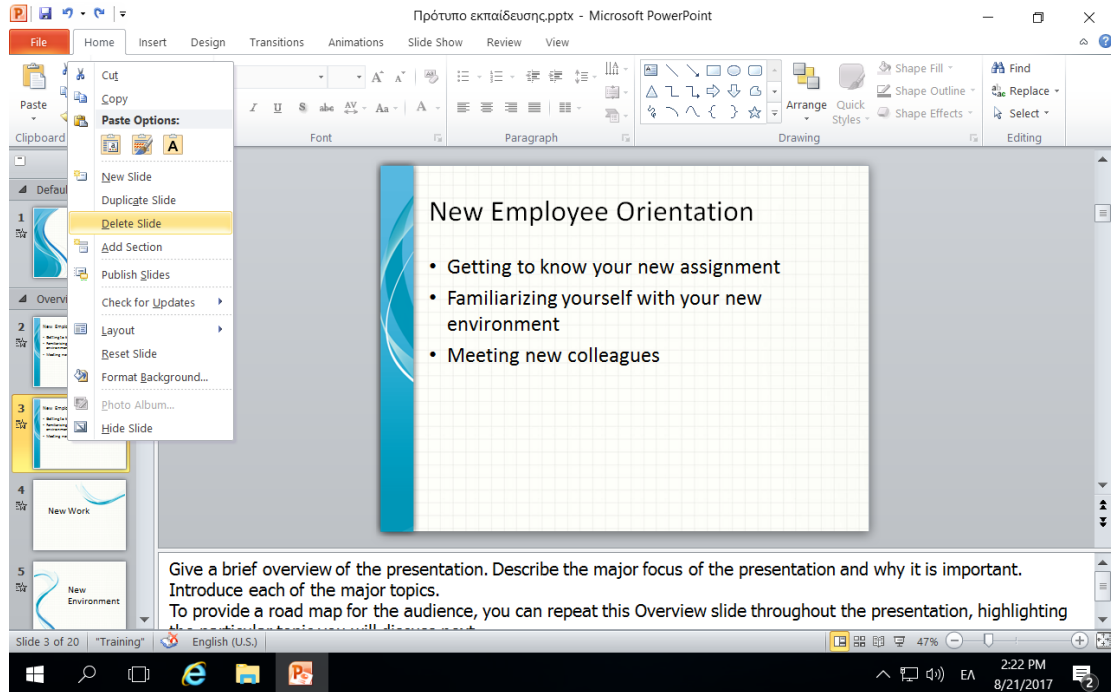 Πρότυπο εκπαίδευσης.pptx - Microsoft PowerPoint
File Home Insert Design Transitions Animations Slide Show Review View
Paste
Clipboard
Font
Paragraph
Arrange
Quick Styles
Shape Fill
Shape Outline
Shape Effects
Drawing
Find
Replace
Select
Editing
Cut
Copy
Paste Options:
New Slide
Duplicate Slide
Delete Slide
Add Section
Publish Slides
Check for Updates
Layout
Reset Slide
Format Background...
Photo Album...
Hide Slide
1
2
3
4
New Work
5
New
Environment
New Employee Orientation
• Getting to know your new assignment
• Familiarizing yourself with your new
environment
• Meeting new colleagues
Give a brief overview of the presentation. Describe the major focus of the presentation and why it is important.
Introduce each of the major topics.
To provide a road map for the audience, you can repeat this Overview slide throughout the presentation, highlighting
Slide 3 of 20 "Training" English (U.S.) 47%
ΕΛ
2:22 PM
8/21/2017
2